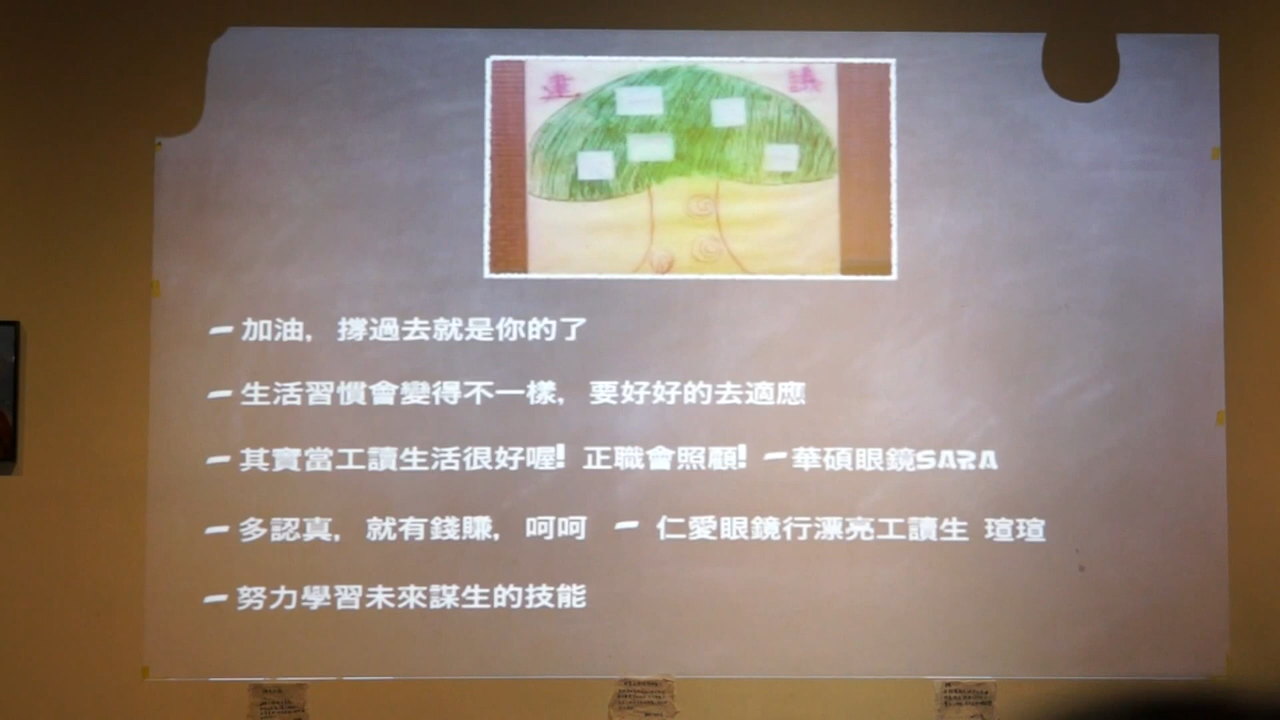 建 議
- 加油, 撐過去就是你的了
- 生活習慣會變得不一樣, 要好好的去適應
- 其實當工讀生活很好喔! 正職會照顧! -華碩眼鏡SARA
- 多認真, 就有錢賺, 呵呵 - 仁愛眼鏡行漂亮工讀生 瑄瑄
- 努力學習未來謀生的技能